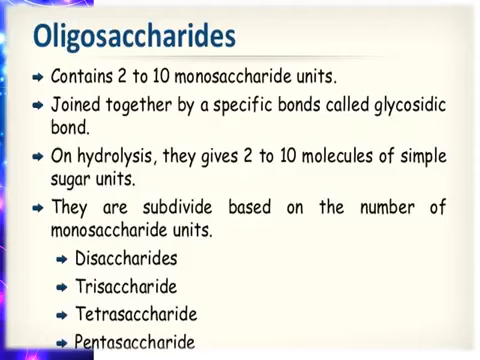 Oligosaccharides
➡ Contains 2 to 10 monosaccharide units.
➡ Joined together by a specific bonds called glycosidic
bond.
➡ On hydrolysis, they gives 2 to 10 molecules of simple
sugar units.
➡ They are subdivide based on the number of
monosaccharide units.
➡ Disaccharides
➡ Trisaccharide
➡ Tetrasaccharide
➡ Pentasaccharide